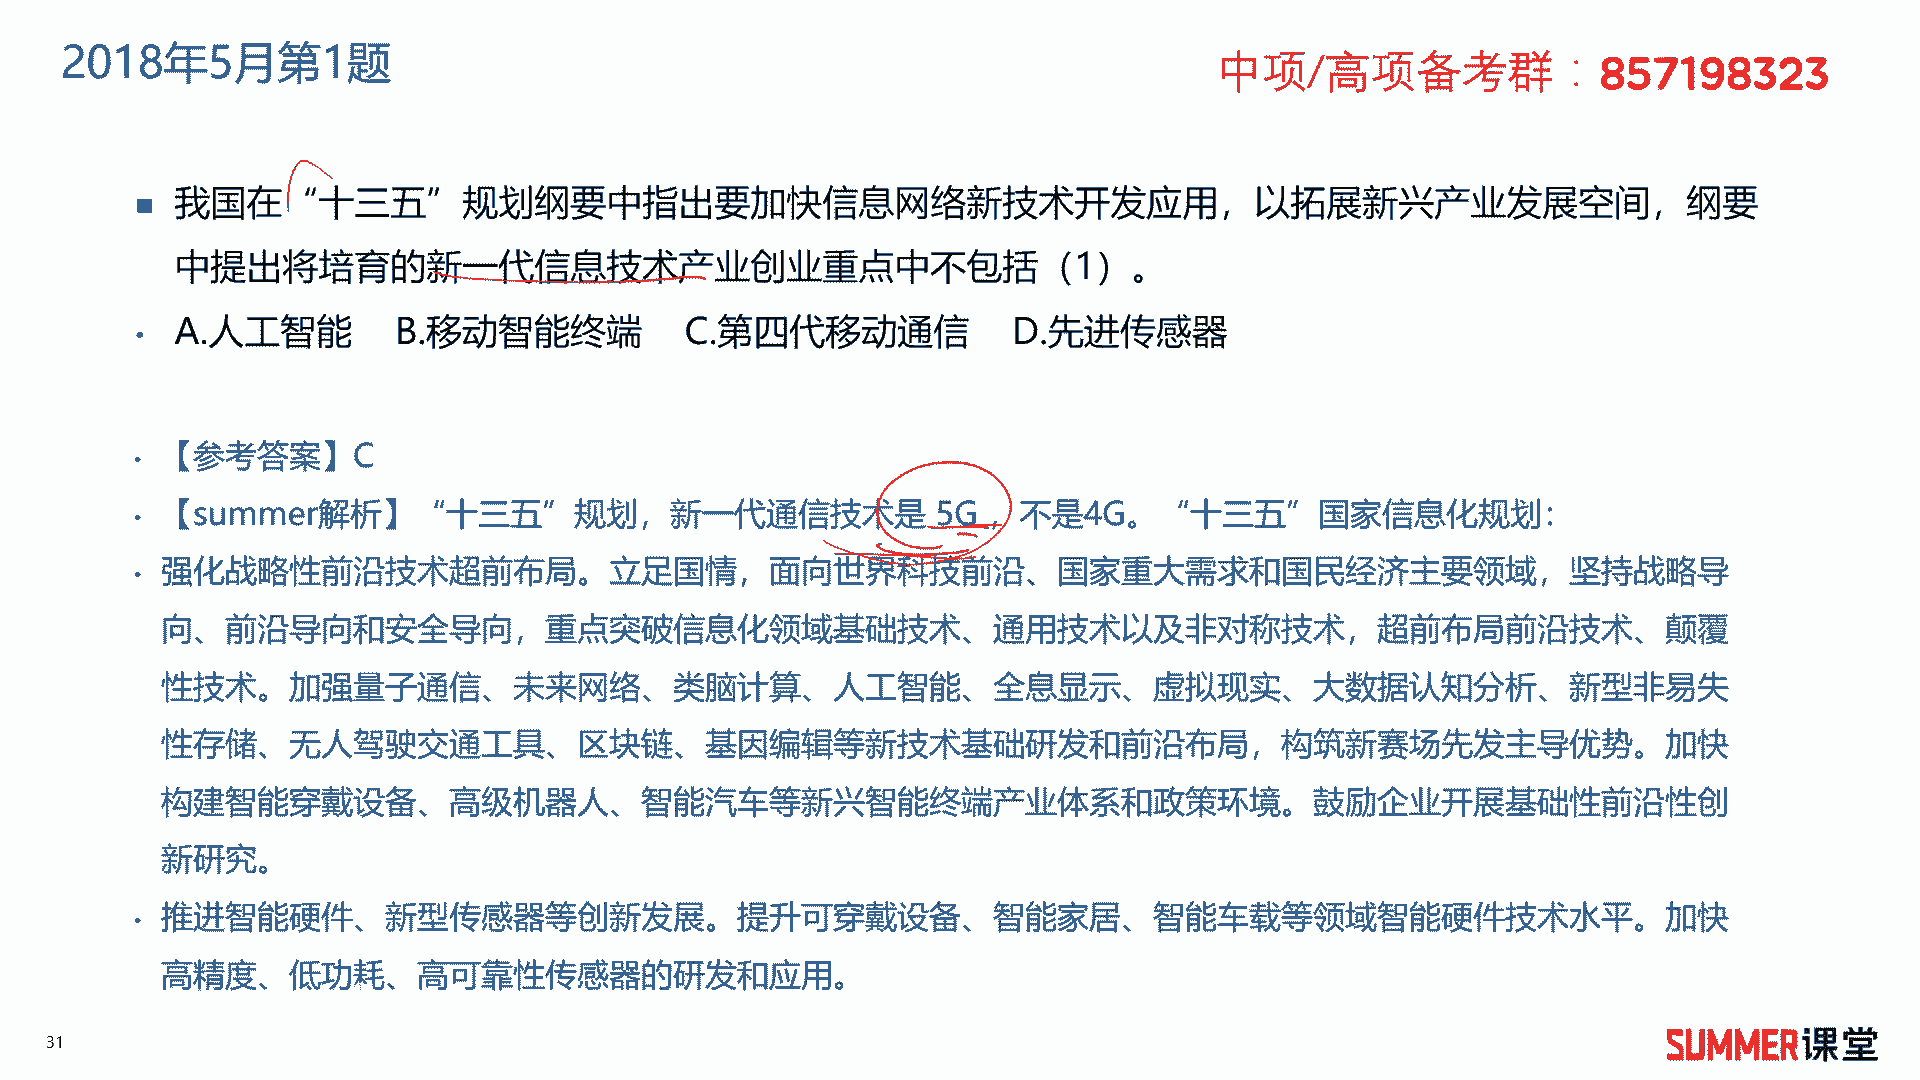 2018年5月第1题
中项/高项备考群：857198323
我国在“十三五”规划纲要中指出要加快信息网络新技术开发应用，以拓展新兴产业发展空间，纲要
中提出将培育的新一代信息技术产业创业重点中不包括（1）。
A.人工智能 B.移动智能终端 C.第四代移动通信 D.先进传感器
【参考答案】C
【summer解析】“十三五”规划，新一代通信技术是 5G ，不是4G。“十三五”国家信息化规划：
强化战略性前沿技术超前布局。立足国情，面向世界科技前沿、国家重大需求和国民经济主要领域，坚持战略导
向、前沿导向和安全导向，重点突破信息化领域基础技术、通用技术以及非对称技术，超前布局前沿技术、颠覆
性技术。加强量子通信、未来网络、类脑计算、人工智能、全息显示、虚拟现实、大数据认知分析、新型非易失
性存储、无人驾驶交通工具、区块链、基因编辑等新技术基础研发和前沿布局，构筑新赛场先发主导优势。加快
构建智能穿戴设备、高级机器人、智能汽车等新兴智能终端产业体系和政策环境。鼓励企业开展基础性前沿性创
新研究。
推进智能硬件、新型传感器等创新发展。提升可穿戴设备、智能家居、智能车载等领域智能硬件技术水平。加快
高精度、低功耗、高可靠性传感器的研发和应用。
31
SUMMER课堂